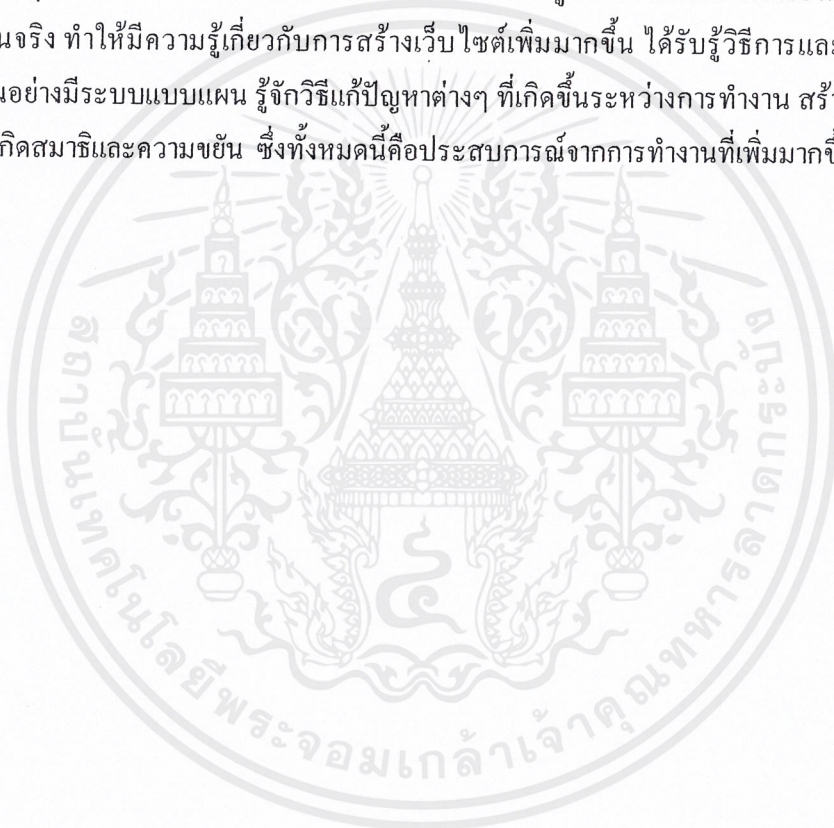 นจริง ทำให้มีความรู้เกี่ยวกับการสร้างเว็บไซต์เพิ่มมากขึ้น ได้รับรู้วิธีการและ
นอย่างมีระบบแบบแผน รู้จักวิธีแก้ปัญหาต่างๆ ที่เกิดขึ้นระหว่างการทำงาน สร้า
กิดสมาธิและความขยัน ซึ่งทั้งหมดนี้คือประสบการณ์จากการทำงานที่เพิ่มมากขึ้
สถาบันเทคโนโลยีพระจอมเกล้าเจ้าคุณทหารลาดกระบัง